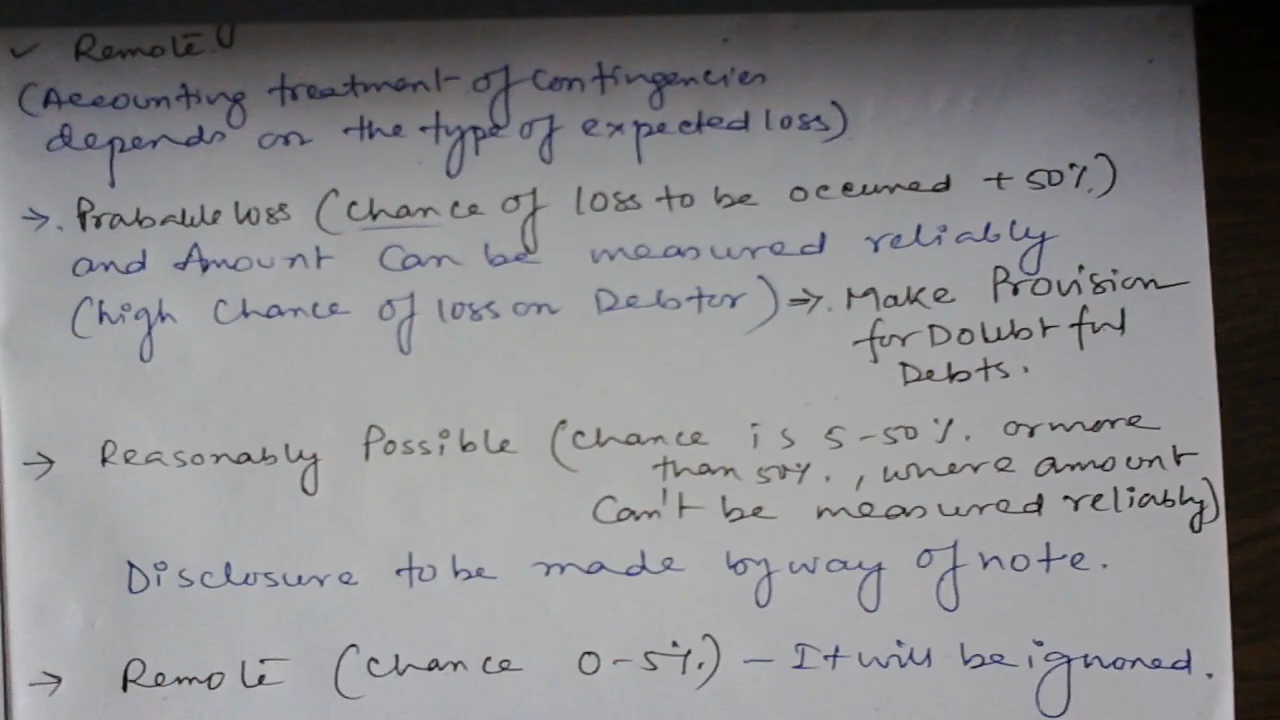 ✓ Remote
(Accounting treatment of contingencies
depends on the type of expected loss)
→. Prabable loss (Chance of loss to be occurred +50%)
and Amount Can be measured reliably
(high Chance of loss on Debtor) →. Make Provision
for Doubtful
Debts.
→ Reasonably Possible (Chance is 5-50%. or more
than 50%., where amount
Can't be measured reliably)
Disclosure to be made by way of note.
→ Remote (Chance 0-5%.) - It will be ignored.